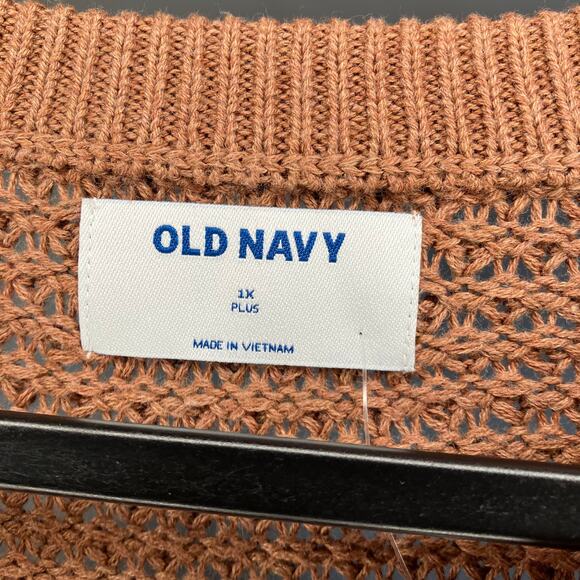 OLD NAVY
1X
PLUS
MADE IN VIETNAM